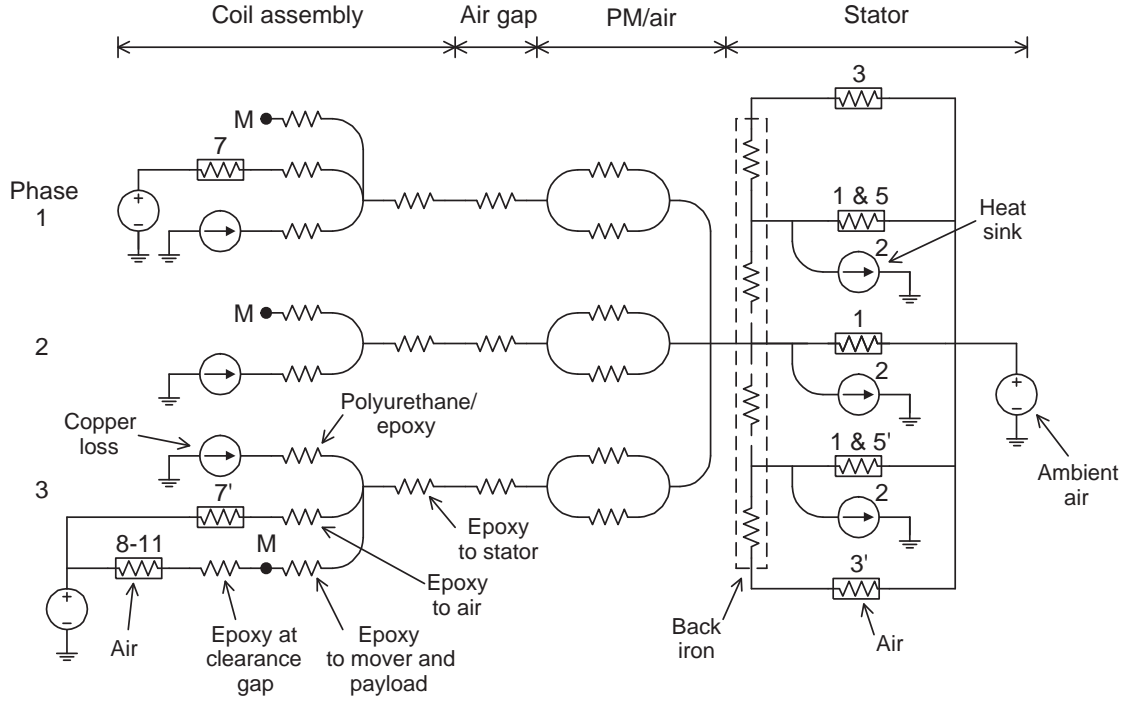 Coil assembly Air gap PM/air Stator
3
M
7
Phase
1
+
−
1 & 5
Heat
sink
2
M
2
1
2
+
−
Polyurethane/
epoxy
Copper
loss
1 & 5'
Ambient
air
3
7'
2
Epoxy
to stator
8-11
M
3'
+
−
Epoxy
to air
Air
Epoxy at
clearance
gap
Epoxy
to mover and
payload
Back
iron
Air